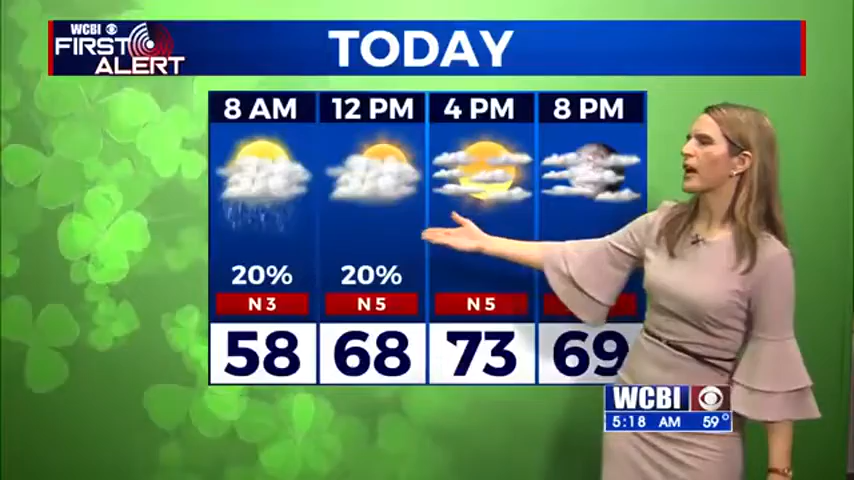 WCBI
FIRST
ALERT
TODAY
8 AM 12 PM 4 PM 8 PM
20% 20%
N 3 N 5 N 5
58 68 73 69
WCBI
5:18 AM 59°